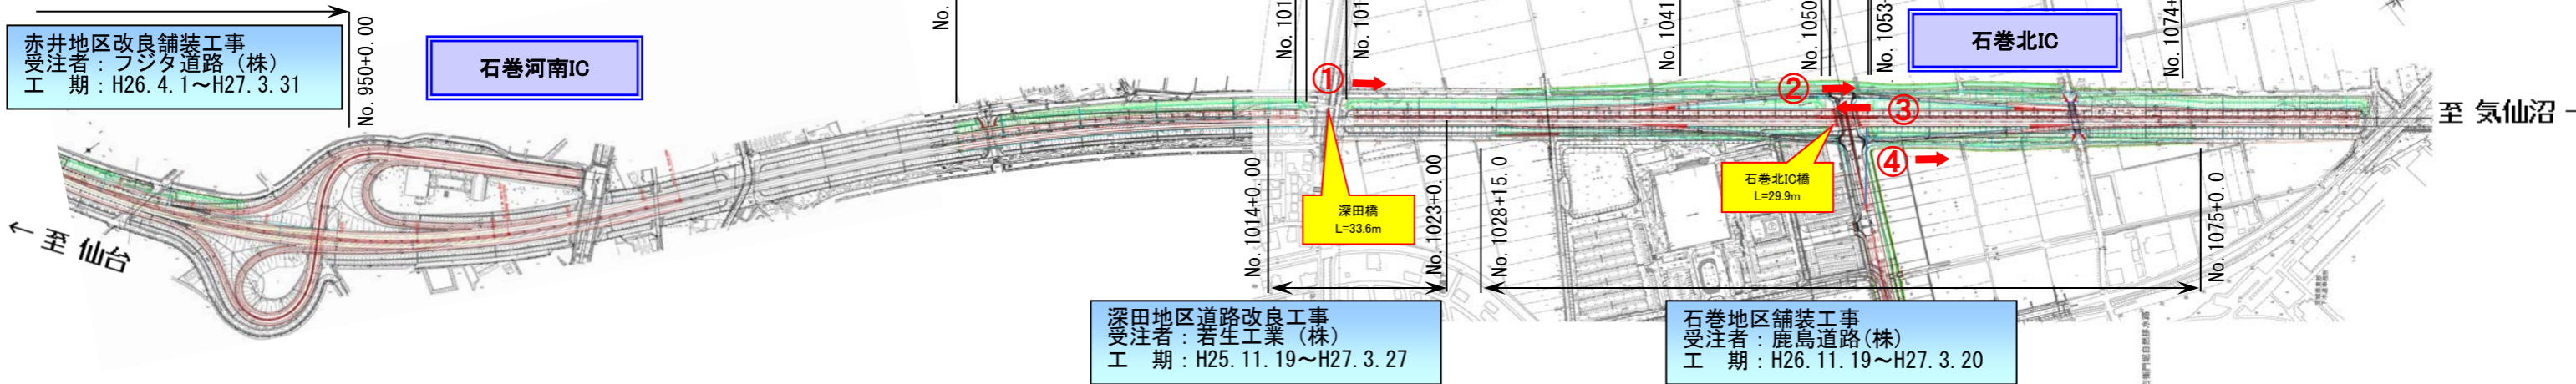 赤井地区改良舗装工事
受注者：フジタ道路（株）
工　期：H26.4.1～H27.3.31
No. 950+0.00
石巻河南IC
← 至 仙台
No.
No. 101
No. 101
No. 1041
No. 1050
No. 1053
石巻北IC
No. 1074+
①
②
③
④
至 気仙沼
深田橋
L=33.6m
石巻北IC橋
L=29.9m
No. 1014+0.00
No. 1023+0.00
No. 1028+15.0
No. 1075+0.0
深田地区道路改良工事
受注者：若生工業（株）
工　期：H25.11.19～H27.3.27
石巻地区舗装工事
受注者：鹿島道路(株)
工　期：H26.11.19～H27.3.20